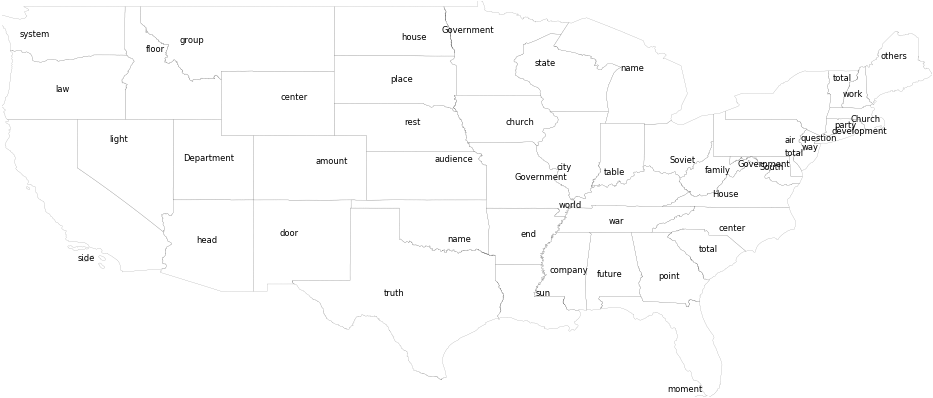 Government
system
house
group
floor
others
state
name
total
place
law
work
center
Church
rest
church
party
development
question
air
light
way
total
Department
audience
amount
Soviet
Government
South
city
family
table
Government
House
world
war
center
end
door
head
name
total
side
company
future
point
truth
sun
moment